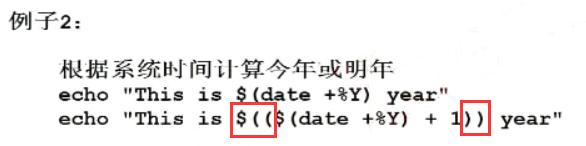 例子2：
根据系统时间计算今年或明年
echo "This is $(date +%Y) year"
echo "This is $(($(date +%Y) + 1)) year"